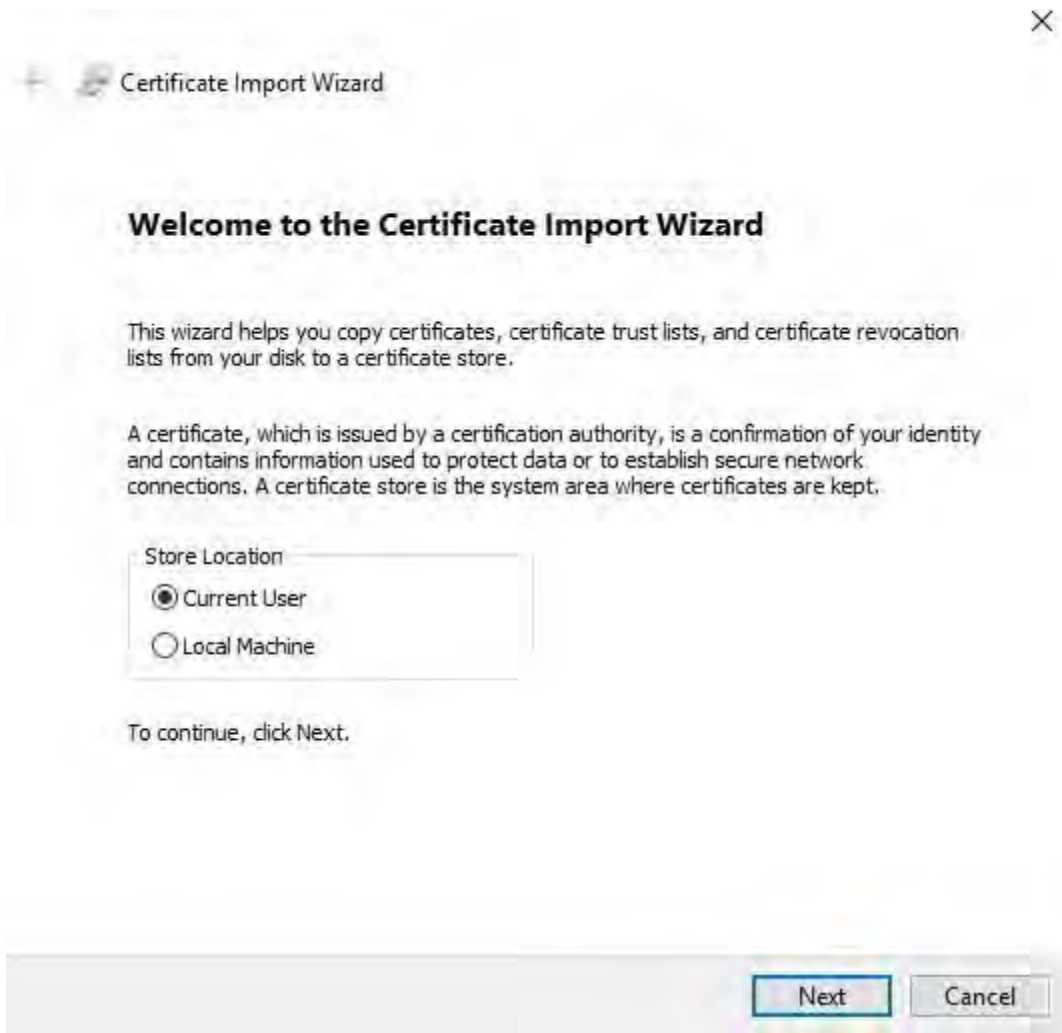 Certificate Import Wizard
Welcome to the Certificate Import Wizard
This wizard helps you copy certificates, certificate trust lists, and certificate revocation
lists from your disk to a certificate store.
A certificate, which is issued by a certification authority, is a confirmation of your identity
and contains information used to protect data or to establish secure network
connections. A certificate store is the system area where certificates are kept.
Store Location
Current User
Local Machine
To continue, click Next.
Next
Cancel